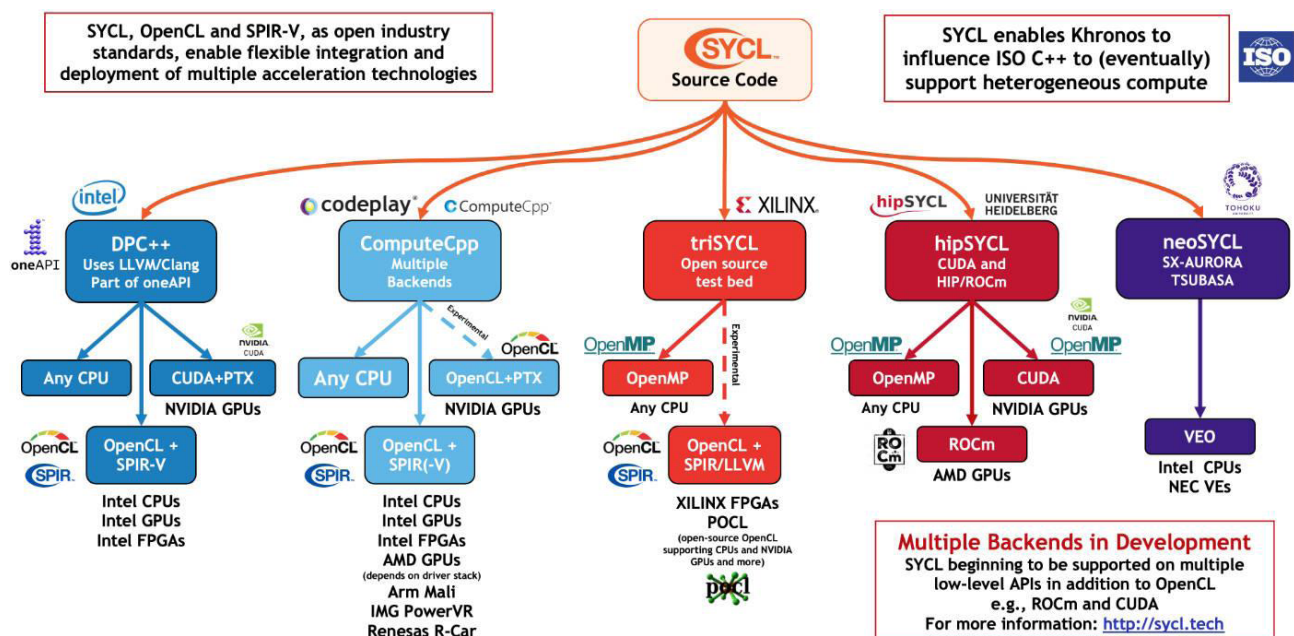 SYCL, OpenCL and SPIR-V, as open industry
standards, enable flexible integration and
deployment of multiple acceleration technologies
SYCL™
Source Code
SYCL enables Khronos to
influence ISO C++ to (eventually)
support heterogeneous compute
ISO
intel
oneAPI
DPC++
Uses LLVM/Clang
Part of oneAPI
NVIDIA
CUDA
Any CPU
CUDA+PTX
NVIDIA GPUs
OpenCL
SPIR™
OpenCL +
SPIR-V
Intel CPUs
Intel GPUs
Intel FPGAs
codeplay®
ComputeCpp™
ComputeCpp
Multiple
Backends
Experimental
OpenCL
Any CPU
OpenCL+PTX
NVIDIA GPUs
OpenCL
SPIR™
OpenCL +
SPIR(-V)
Intel CPUs
Intel GPUs
Intel FPGAs
AMD GPUs
(depends on driver stack)
Arm Mali
IMG PowerVR
Renesas R-Car
XILINX®
triSYCL
Open source
test bed
Experimental
OpenMP
OpenMP
Any CPU
OpenCL
SPIR™
OpenCL +
SPIR/LLVM
XILINX FPGAs
POCL
(open-source OpenCL
supporting CPUs and NVIDIA
GPUs and more)
pocl
hipSYCL
UNIVERSITÄT
HEIDELBERG
hipSYCL
CUDA and
HIP/ROCm
NVIDIA
CUDA
OpenMP
OpenMP
OpenMP
CUDA
Any CPU
NVIDIA GPUs
ROCm
ROCm
AMD GPUs
TOHOKU
UNIVERSITY
neoSYCL
SX-AURORA
TSUBASA
VEO
Intel CPUs
NEC VEs
Multiple Backends in Development
SYCL beginning to be supported on multiple
low-level APIs in addition to OpenCL
e.g., ROCm and CUDA
For more information: http://sycl.tech